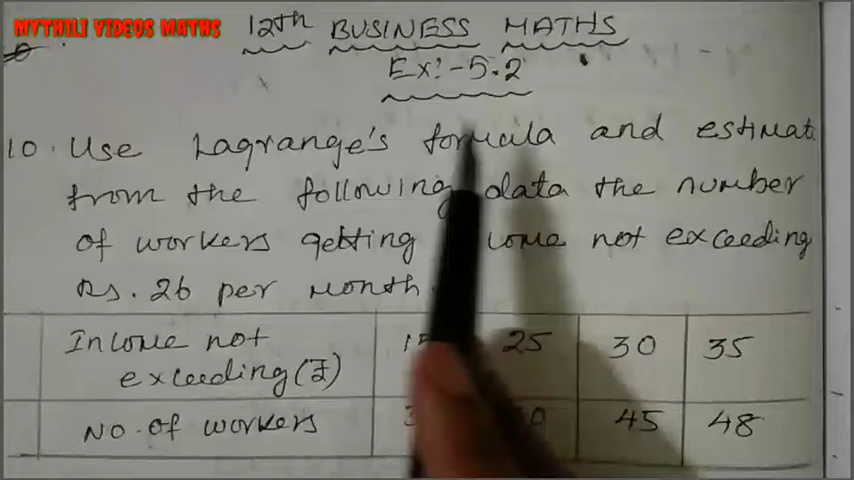 MYTHILI VIDEOS MATHS
12th BUSINESS MATHS
Ex:-5.2
10. Use Lagrange's formula and estimat
from the following data the number
of workers getting come not exceeding
Rs. 26 per month.
Income not 25 30 35
exceeding (₹)
No. of workers 45 48